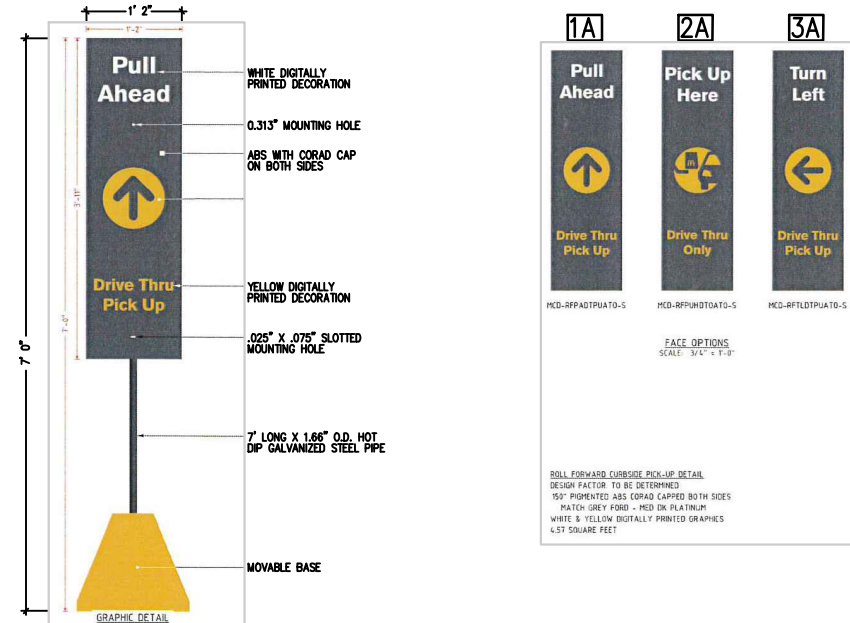 1' 2"
1'-2"
Pull
Ahead
Drive Thru
Pick Up
3'-11"
7'-0"
7' 0"
WHITE DIGITALLY
PRINTED DECORATION
0.313" MOUNTING HOLE
ABS WITH CORAD CAP
ON BOTH SIDES
YELLOW DIGITALLY
PRINTED DECORATION
.025" X .075" SLOTTED
MOUNTING HOLE
7' LONG X 1.66" O.D. HOT
DIP GALVANIZED STEEL PIPE
MOVABLE BASE
GRAPHIC DETAIL
1A
2A
3A
Pull
Ahead
Drive Thru
Pick Up
Pick Up
Here
Drive Thru
Only
Turn
Left
Drive Thru
Pick Up
MCD-RFPADTPUATO-S
MCD-RFPUHDTOATO-S
MCD-RFTLDTPUATO-S
FACE OPTIONS
SCALE: 3/4" = 1'-0"
ROLL FORWARD CURBSIDE PICK-UP DETAIL
DESIGN FACTOR TO BE DETERMINED
.150" PIGMENTED ABS CORAD CAPPED BOTH SIDES
MATCH GREY FORD - MED DK PLATINUM
WHITE & YELLOW DIGITALLY PRINTED GRAPHICS
4.57 SQUARE FEET